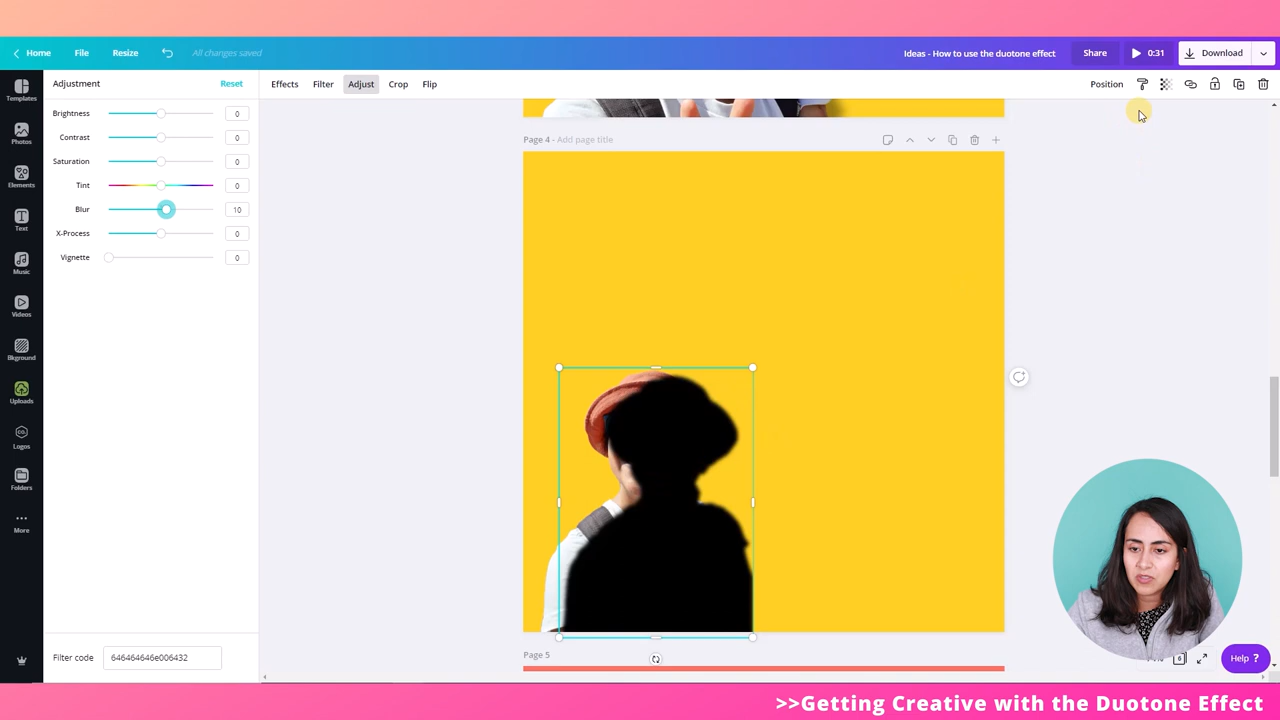 Home
File
Resize
All changes saved
Ideas - How to use the duotone effect
Share
0:31
Download
Templates
Photos
Elements
Text
Music
Videos
Bkground
Uploads
Logos
Folders
More
Adjustment
Reset
Brightness 0
Contrast 0
Saturation 0
Tint 0
Blur 10
X-Process 0
Vignette 0
Filter code 646464646e006432
Effects
Filter
Adjust
Crop
Flip
Position
Page 4 - Add page title
Page 5
Help ?
>>Getting Creative with the Duotone Effect